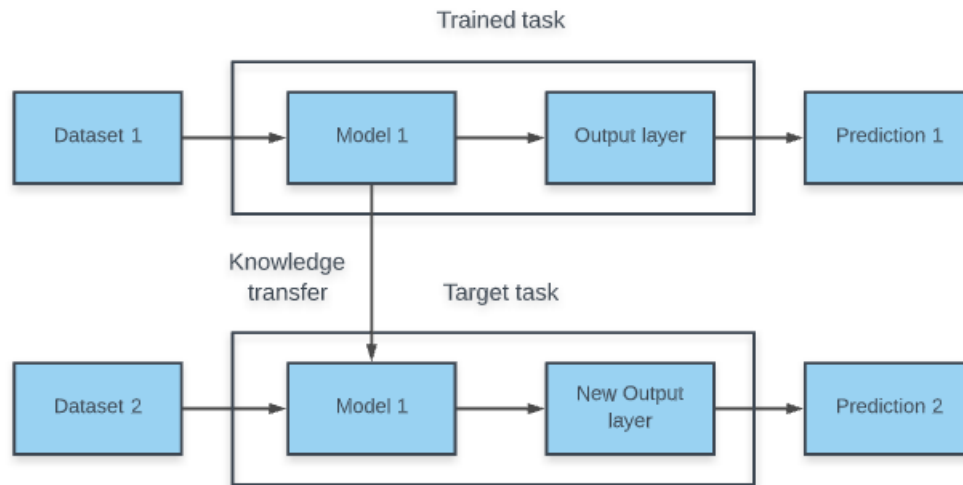 Trained task
Dataset 1
Model 1
Output layer
Prediction 1
Knowledge
transfer
Target task
Dataset 2
Model 1
New Output
layer
Prediction 2